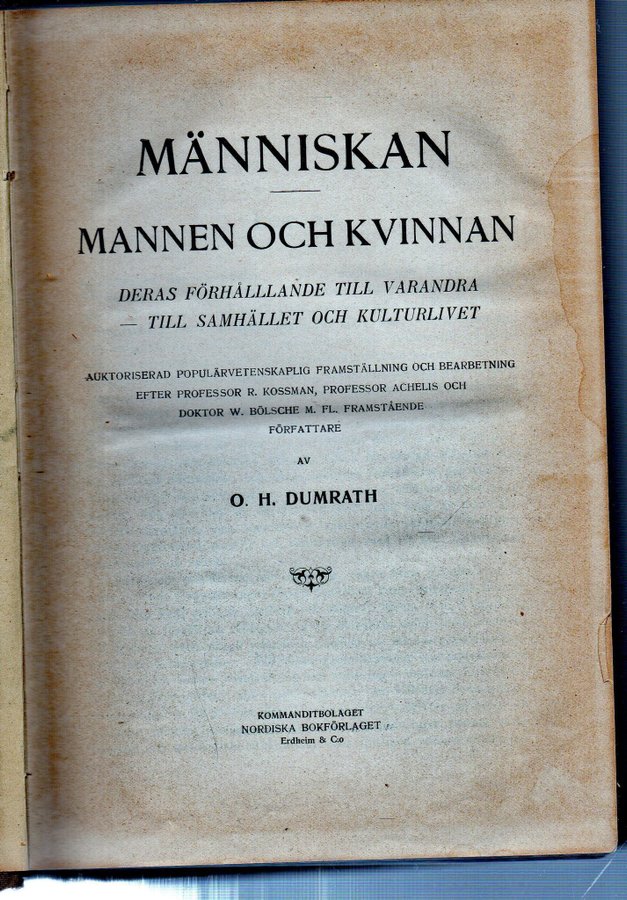 MÄNNISKAN
MANNEN OCH KVINNAN
DERAS FÖRHÅLLLANDE TILL VARANDRA
— TILL SAMHÄLLET OCH KULTURLIVET
AUKTORISERAD POPULÄRVETENSKAPLIG FRAMSTÄLLNING OCH BEARBETNING
EFTER PROFESSOR R. KOSSMAN, PROFESSOR ACHELIS OCH
DOKTOR W. BÖLSCHE M. FL. FRAMSTÅENDE
FÖRFATTARE
AV
O. H. DUMRATH
KOMMANDITBOLAGET
NORDISKA BOKFÖRLAGET
Erdheim & C:o